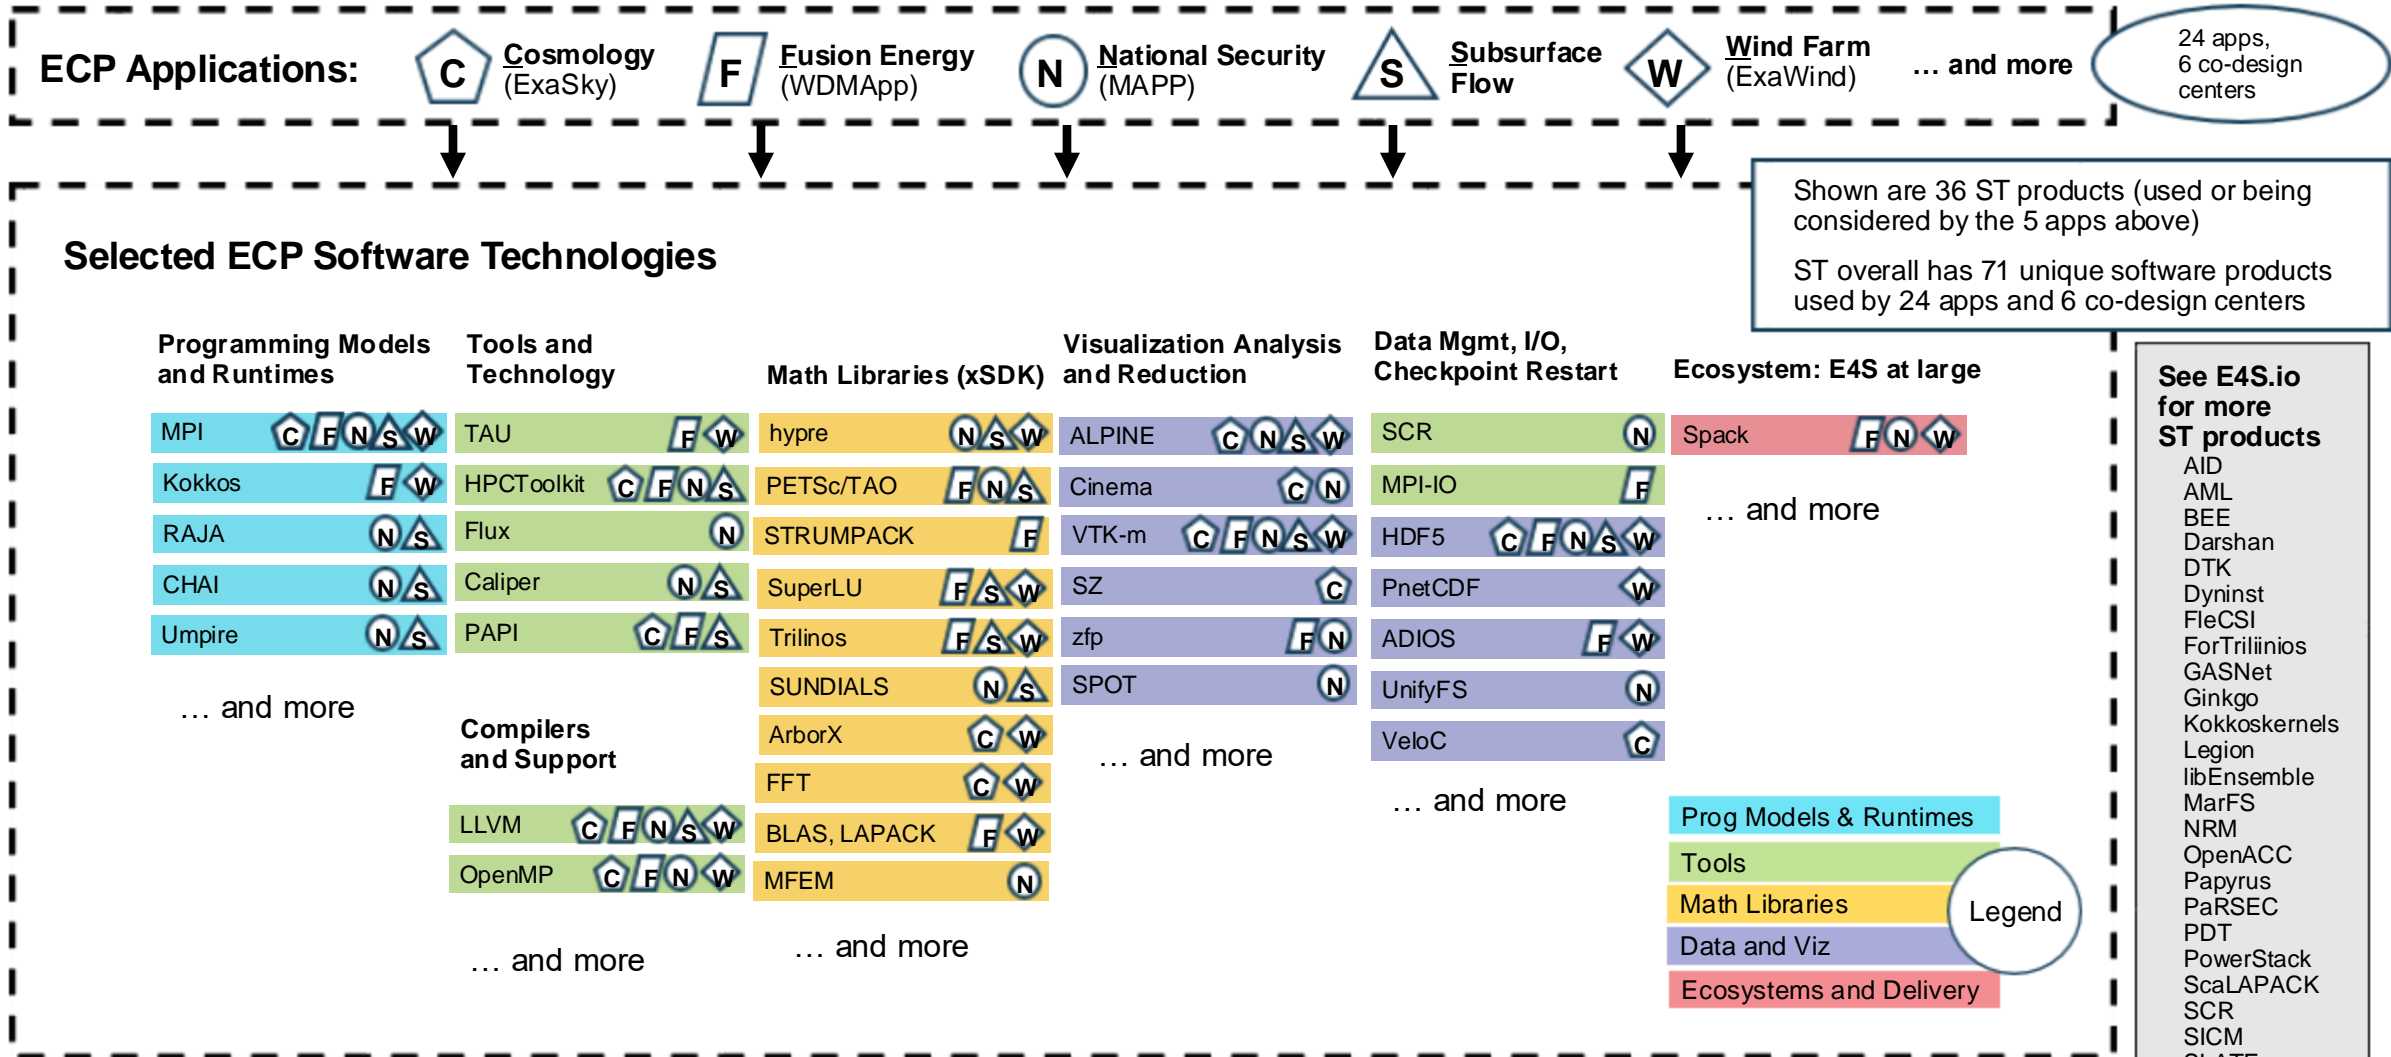 ECP Applications:
C
Cosmology
(ExaSky)
F
Fusion Energy
(WDMApp)
N
National Security
(MAPP)
S
Subsurface
Flow
W
Wind Farm
(ExaWind)
… and more
24 apps,
6 co-design
centers
Shown are 36 ST products (used or being
considered by the 5 apps above)
ST overall has 71 unique software products
used by 24 apps and 6 co-design centers
Selected ECP Software Technologies
Programming Models
and Runtimes
MPI C F N S W
Kokkos F W
RAJA N S
CHAI N S
Umpire N S
… and more
Tools and
Technology
TAU F W
HPCToolkit C F N S
Flux N
Caliper N S
PAPI C F S
Compilers
and Support
LLVM C F N S W
OpenMP C F N W
… and more
Math Libraries (xSDK)
hypre N S W
PETSc/TAO F N S
STRUMPACK F
SuperLU F S W
Trilinos F S W
SUNDIALS N S
ArborX C W
FFT C W
BLAS, LAPACK F W
MFEM N
… and more
Visualization Analysis
and Reduction
ALPINE C N S W
Cinema C N
VTK-m C F N S W
SZ C
zfp F N
SPOT N
… and more
Data Mgmt, I/O,
Checkpoint Restart
SCR N
MPI-IO F
HDF5 C F N S W
PnetCDF W
ADIOS F W
UnifyFS N
VeloC C
… and more
Ecosystem: E4S at large
Spack F N W
… and more
Prog Models & Runtimes
Tools
Math Libraries
Data and Viz
Ecosystems and Delivery
Legend
See E4S.io
for more
ST products
AID
AML
BEE
Darshan
DTK
Dyninst
FleCSI
ForTriliinios
GASNet
Ginkgo
Kokkoskernels
Legion
libEnsemble
MarFS
NRM
OpenACC
Papyrus
PaRSEC
PDT
PowerStack
ScaLAPACK
SCR
SICM